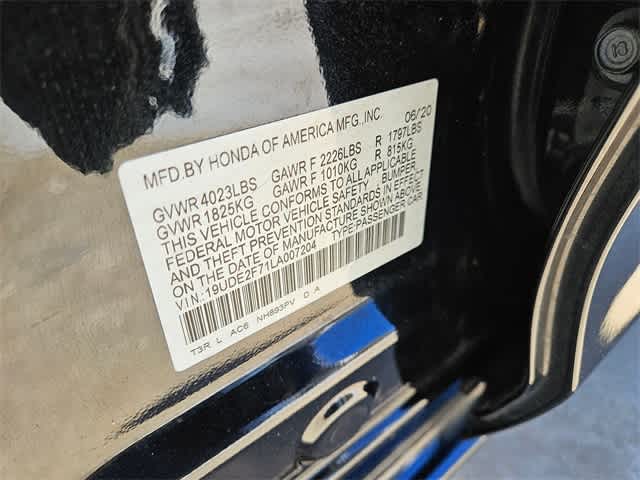 MFD.BY HONDA OF AMERICA MFG.,INC. 06/20
GVWR 4023LBS GAWR F 2226LBS R 1797LBS
GVWR 1825KG GAWR F 1010KG R 815KG
THIS VEHICLE CONFORMS TO ALL APPLICABLE
FEDERAL MOTOR VEHICLE SAFETY, BUMPER,
AND THEFT PREVENTION STANDARDS IN EFFECT
ON THE DATE OF MANUFACTURE SHOWN ABOVE.
VIN: 19UDE2F71LA007204 TYPE:PASSENGER CAR
T3R L AC6 NH893PV D A